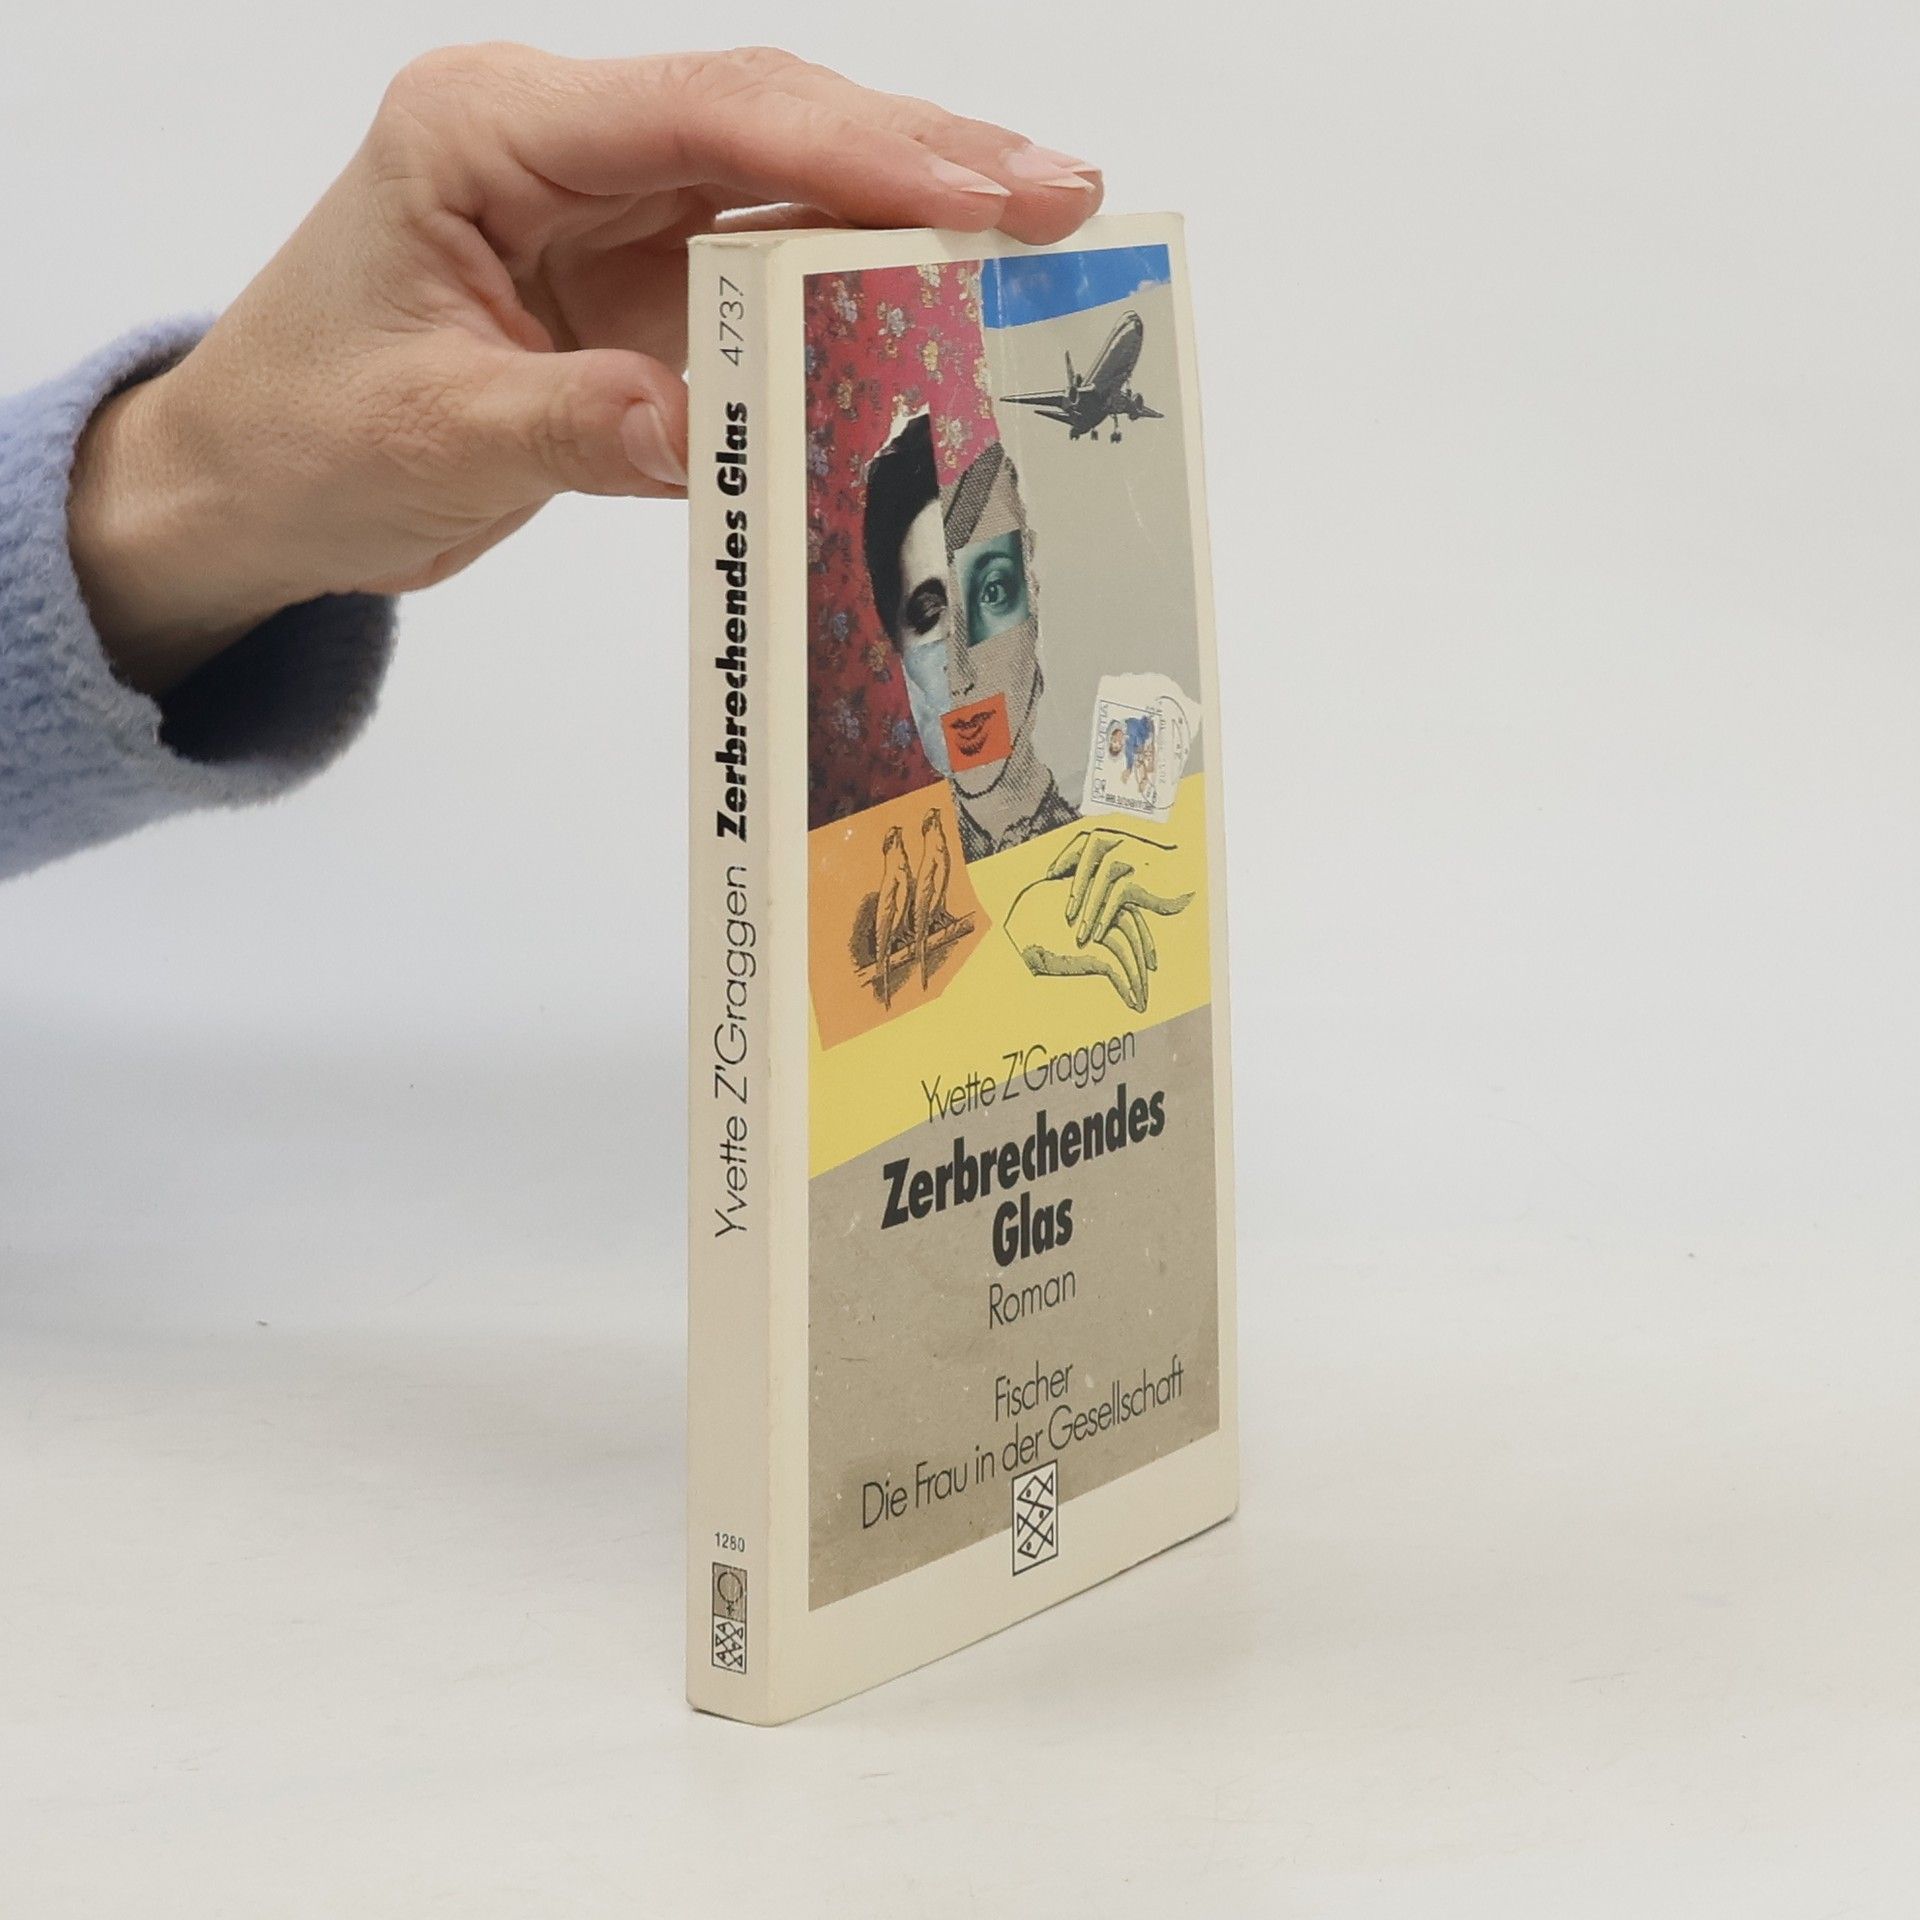 Yvette Z'Graggen Zerbrechendes Glas 4737
1280
HELVETIA
Yvette Z'Graggen
Zerbrechendes
Glas
Roman
Fischer
Die Frau in der Gesellschaft